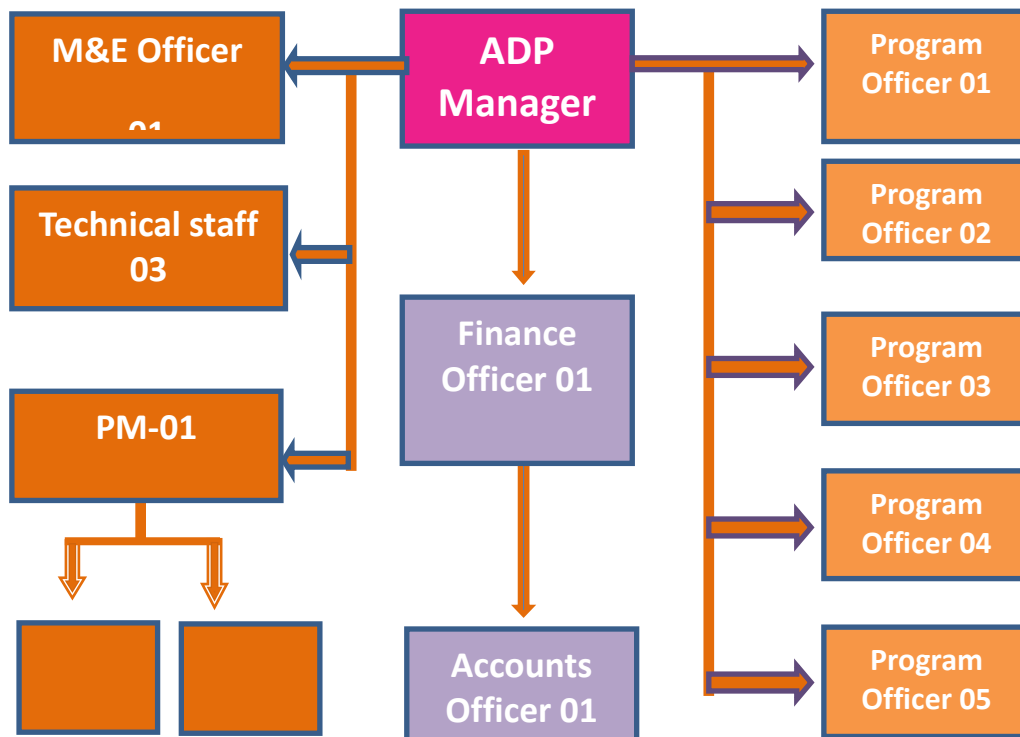 M&E Officer
01
ADP
Manager
Program
Officer 01
Technical staff
03
Program
Officer 02
Finance
Officer 01
Program
Officer 03
PM-01
Program
Officer 04
Accounts
Officer 01
Program
Officer 05